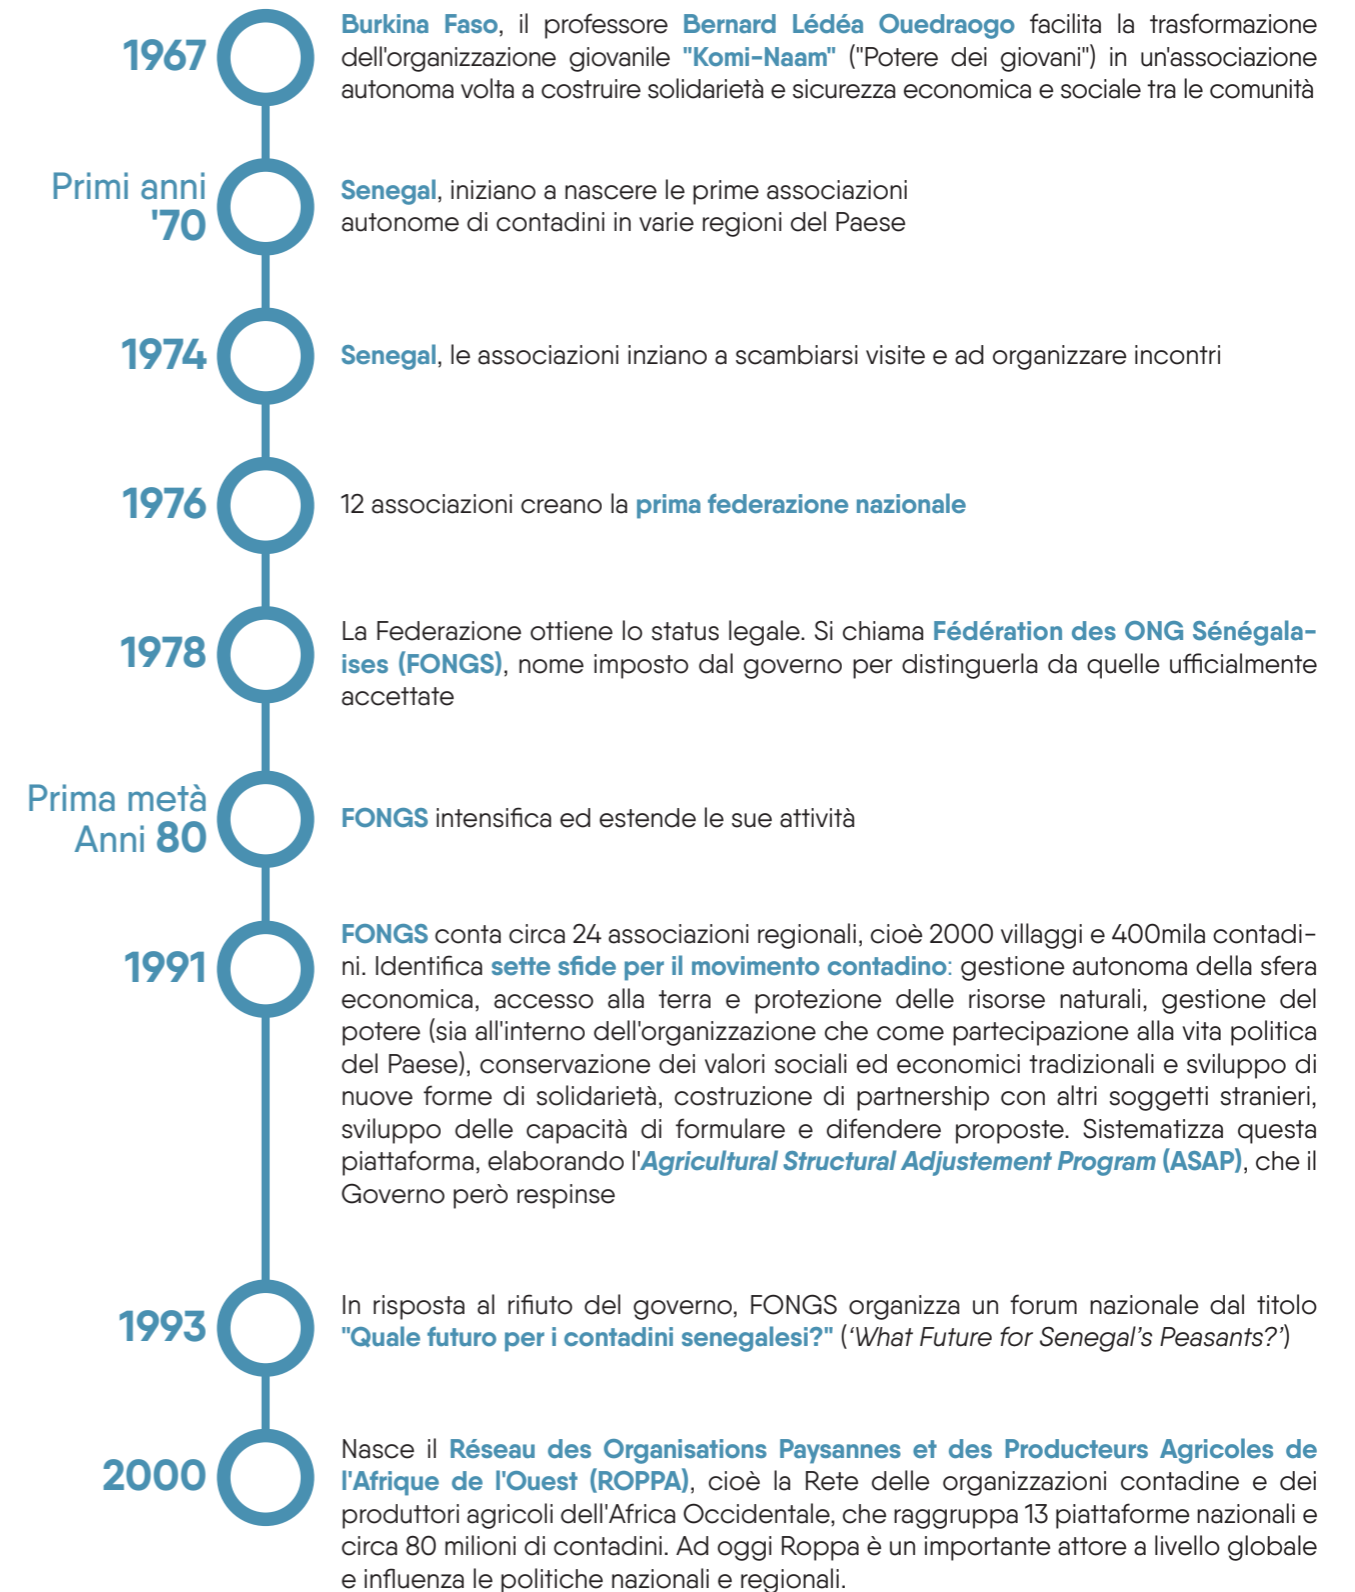 1967
Burkina Faso, il professore Bernard Lédéa Ouedraogo facilita la trasformazione
dell'organizzazione giovanile "Komi-Naam" ("Potere dei giovani") in un'associazione
autonoma volta a costruire solidarietà e sicurezza economica e sociale tra le comunità
Primi anni
'70
Senegal, iniziano a nascere le prime associazioni
autonome di contadini in varie regioni del Paese
1974
Senegal, le associazioni inziano a scambiarsi visite e ad organizzare incontri
1976
12 associazioni creano la prima federazione nazionale
1978
La Federazione ottiene lo status legale. Si chiama Fédération des ONG Sénégala-
ises (FONGS), nome imposto dal governo per distinguerla da quelle ufficialmente
accettate
Prima metà
Anni 80
FONGS intensifica ed estende le sue attività
1991
FONGS conta circa 24 associazioni regionali, cioè 2000 villaggi e 400mila contadi-
ni. Identifica sette sfide per il movimento contadino: gestione autonoma della sfera
economica, accesso alla terra e protezione delle risorse naturali, gestione del
potere (sia all'interno dell'organizzazione che come partecipazione alla vita politica
del Paese), conservazione dei valori sociali ed economici tradizionali e sviluppo di
nuove forme di solidarietà, costruzione di partnership con altri soggetti stranieri,
sviluppo delle capacità di formulare e difendere proposte. Sistematizza questa
piattaforma, elaborando l'Agricultural Structural Adjustement Program (ASAP), che il
Governo però respinse
1993
In risposta al rifiuto del governo, FONGS organizza un forum nazionale dal titolo
"Quale futuro per i contadini senegalesi?" (‘What Future for Senegal’s Peasants?’)
2000
Nasce il Réseau des Organisations Paysannes et des Producteurs Agricoles de
l'Afrique de l'Ouest (ROPPA), cioè la Rete delle organizzazioni contadine e dei
produttori agricoli dell'Africa Occidentale, che raggruppa 13 piattaforme nazionali e
circa 80 milioni di contadini. Ad oggi Roppa è un importante attore a livello globale
e influenza le politiche nazionali e regionali.